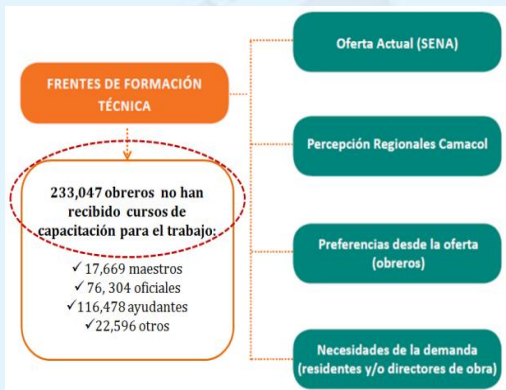 FRENTES DE FORMACIÓN
TÉCNICA
233,047 obreros no han
recibido cursos de
capacitación para el trabajo:
✓ 17,669 maestros
✓ 76, 304 oficiales
✓116,478 ayudantes
✓22,596 otros
Oferta Actual (SENA)
Percepción Regionales Camacol
Preferencias desde la oferta
(obreros)
Necesidades de la demanda
(residentes y/o directores de obra)